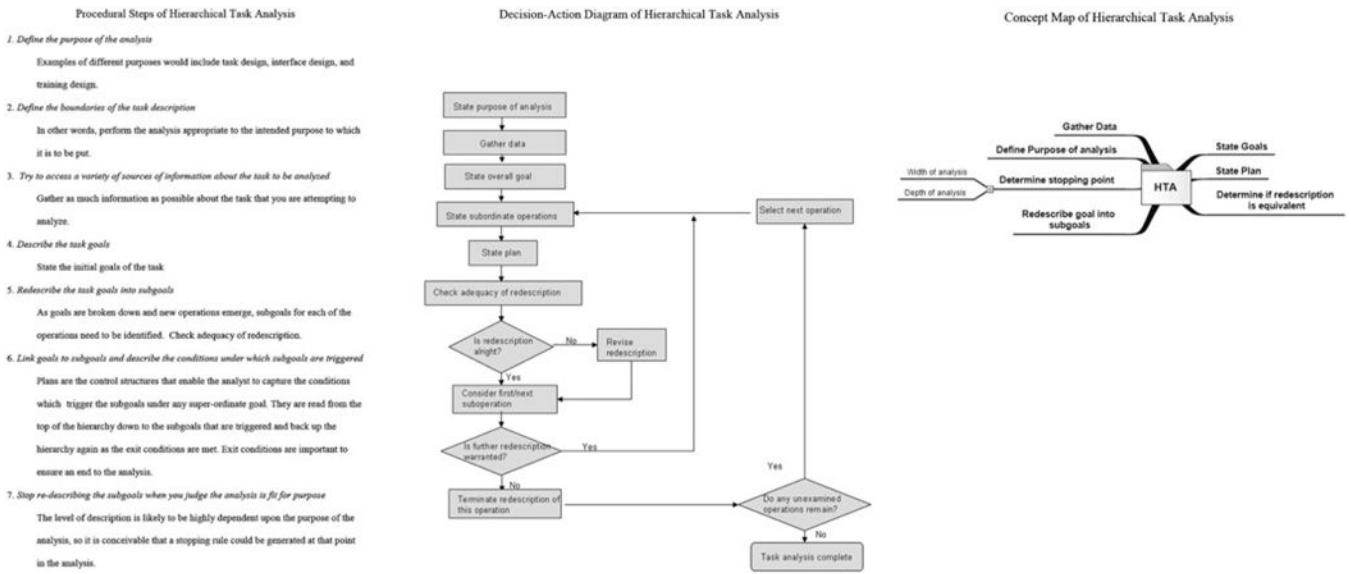 Procedural Steps of Hierarchical Task Analysis
1. Define the purpose of the analysis
Examples of different purposes would include task design, interface design, and
training design.
2. Define the boundaries of the task description
In other words, perform the analysis appropriate to the intended purpose to which
it is to be put.
3. Try to access a variety of sources of information about the task to be analyzed
Gather as much information as possible about the task that you are attempting to
analyze.
4. Describe the task goals
State the initial goals of the task
5. Redescribe the task goals into subgoals
As goals are broken down and new operations emerge, subgoals for each of the
operations need to be identified. Check adequacy of redescription.
6. Link goals to subgoals and describe the conditions under which subgoals are triggered
Plans are the control structures that enable the analyst to capture the conditions
which trigger the subgoals under any super-ordinate goal. They are read from the
top of the hierarchy down to the subgoals that are triggered and back up the
hierarchy again as the exit conditions are met. Exit conditions are important to
ensure an end to the analysis.
7. Stop re-describing the subgoals when you judge the analysis is fit for purpose
The level of description is likely to be highly dependent upon the purpose of the
analysis, so it is conceivable that a stopping rule could be generated at that point
in the analysis.
Decision-Action Diagram of Hierarchical Task Analysis
State purpose of analysis
Gather data
State overall goal
State subordinate operations
Select next operation
State plan
Check adequacy of redescription
Is redescription
alright?
No
Revise
redescription
Yes
Consider first/next
suboperation
Is further redescription
warranted?
Yes
No
Terminate redescription of
this operation
Yes
Do any unexamined
operations remain?
No
Task analysis complete
Concept Map of Hierarchical Task Analysis
Gather Data
Define Purpose of analysis
Width of analysis
Depth of analysis
Determine stopping point
Redescribe goal into
subgoals
HTA
State Goals
State Plan
Determine if redescription
is equivalent